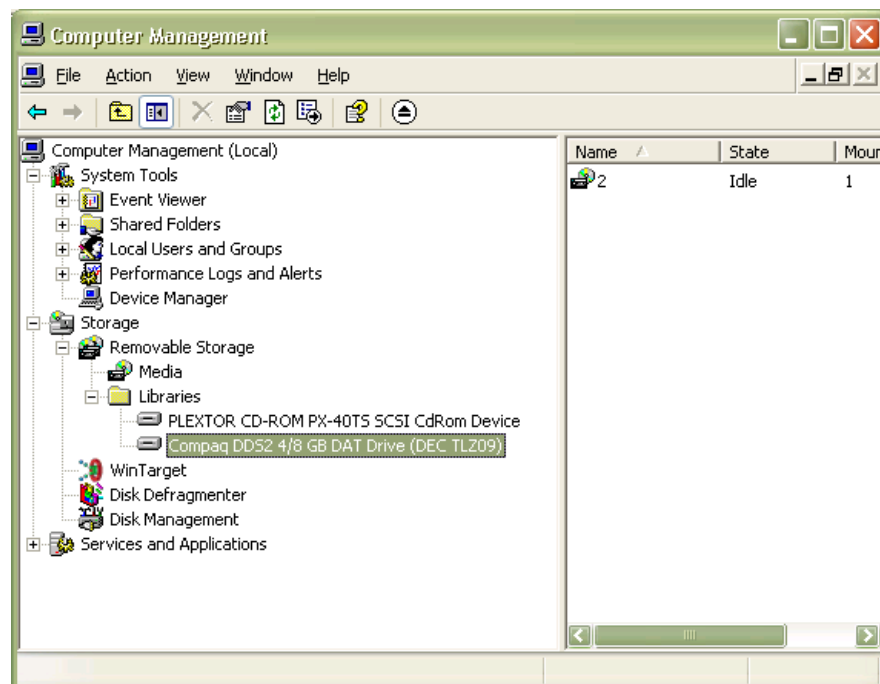 Computer Management
File Action View Window Help
Computer Management (Local)
System Tools
Event Viewer
Shared Folders
Local Users and Groups
Performance Logs and Alerts
Device Manager
Storage
Removable Storage
Media
Libraries
PLEXTOR CD-ROM PX-40TS SCSI CdRom Device
Compaq DDS2 4/8 GB DAT Drive (DEC TLZ09)
WinTarget
Disk Defragmenter
Disk Management
Services and Applications
Name State Moun
2 Idle 1